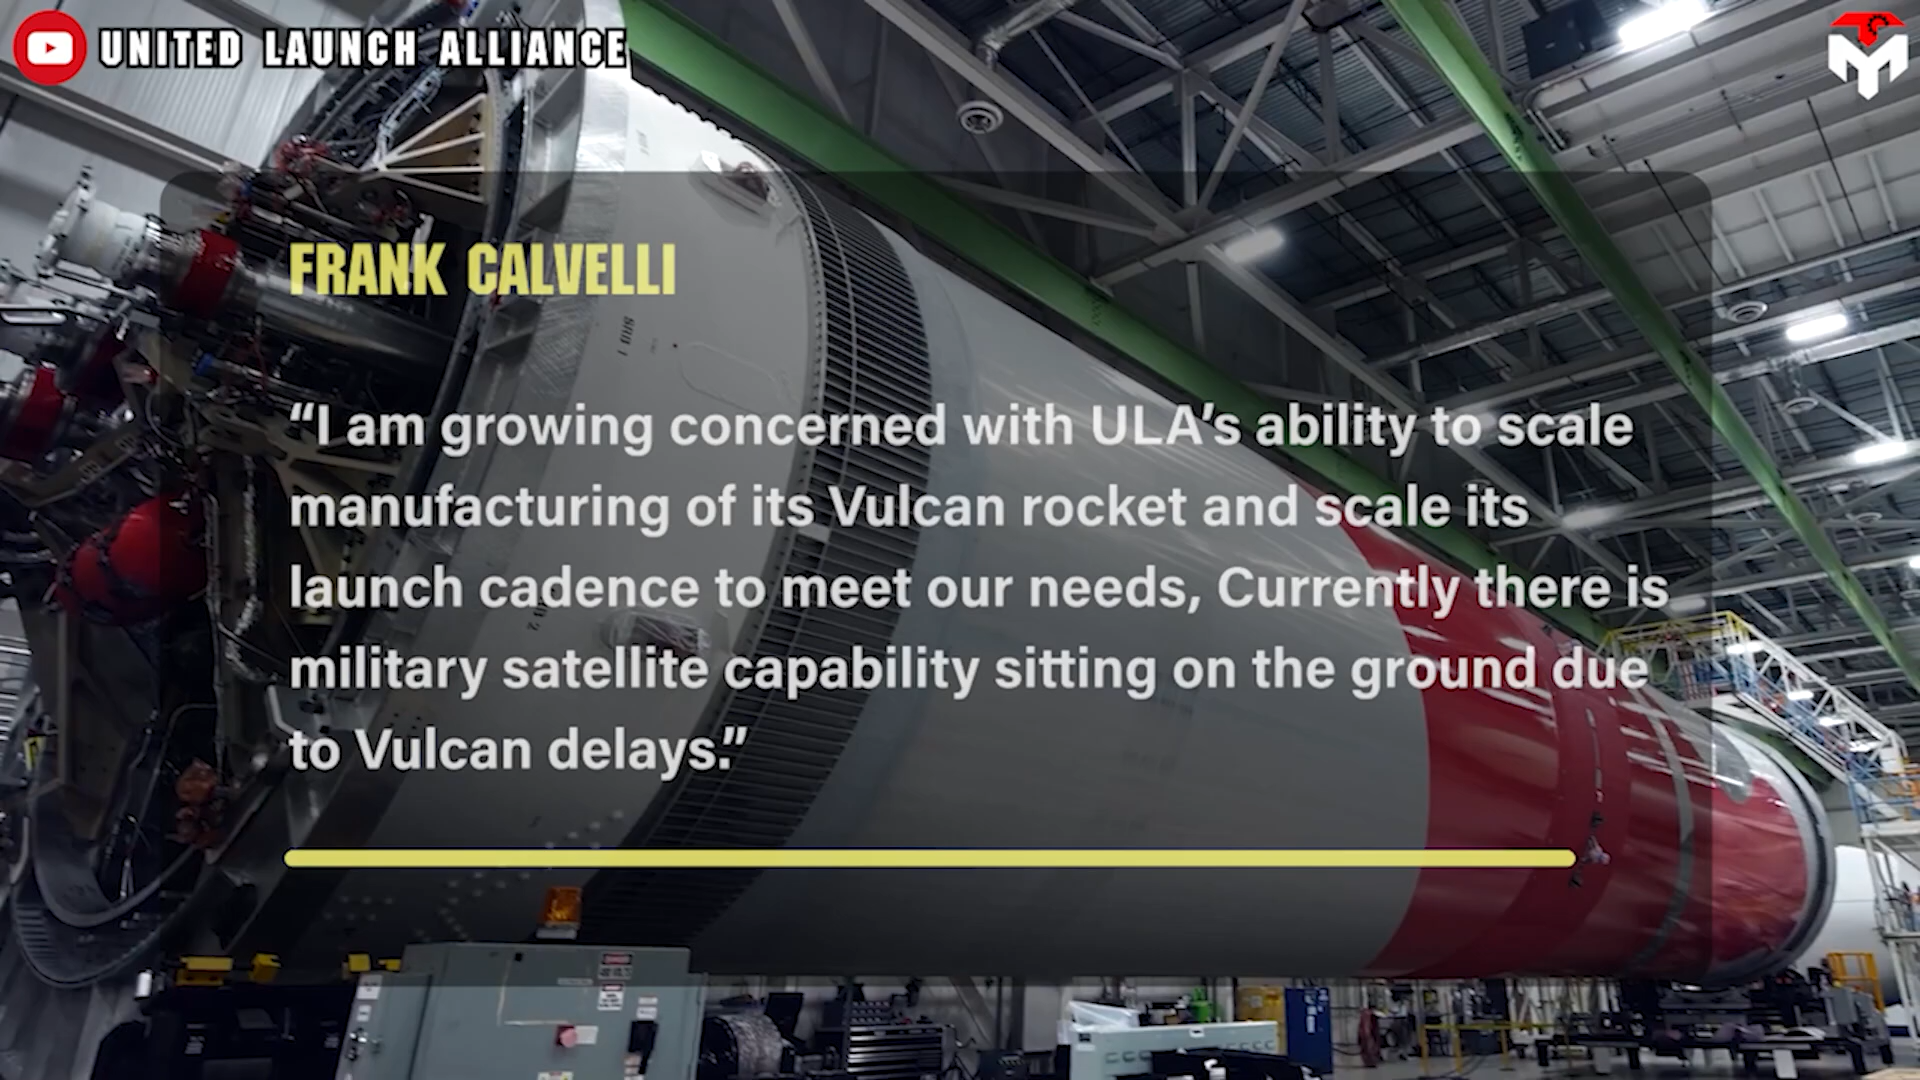 UNITED LAUNCH ALLIANCE
FRANK CALVELLI
“I am growing concerned with ULA’s ability to scale
manufacturing of its Vulcan rocket and scale its
launch cadence to meet our needs, Currently there is
military satellite capability sitting on the ground due
to Vulcan delays.”
SRB 1